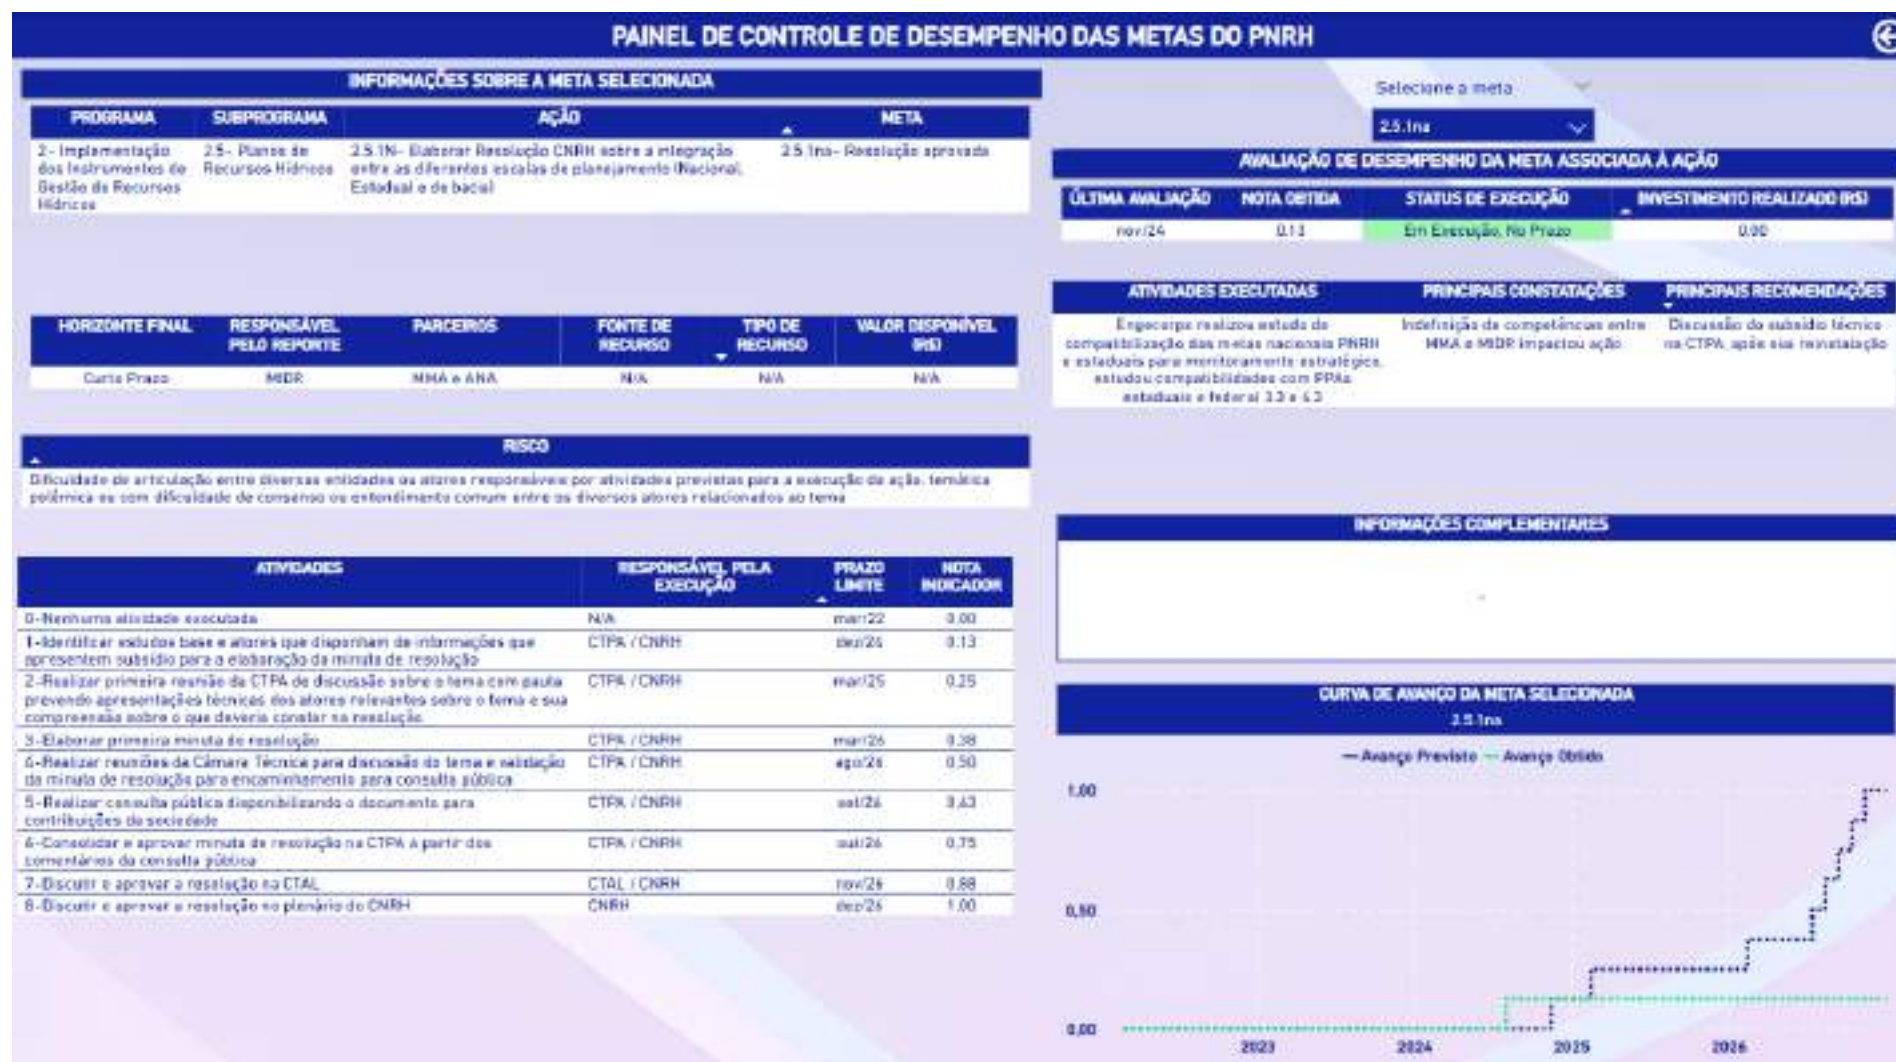 PAINEL DE CONTROLE DE DESEMPENHO DAS METAS DO PNRH
INFORMAÇÕES SOBRE A META SELECIONADA
PROGRAMA SUBPROGRAMA AÇÃO META
2- Implementação dos Instrumentos de Gestão de Recursos Hídricos
2.5- Planos de Recursos Hídricos
2.5.1N- Elaborar Resolução CNRH sobre a integração entre as diferentes escalas de planejamento (Nacional, Estadual e de bacia)
2.5.1na- Resolução aprovada
HORIZONTE FINAL RESPONSÁVEL PELO REPORTE PARCEIROS FONTE DE RECURSO TIPO DE RECURSO VALOR DISPONÍVEL (R$)
Curto Prazo MIDR MMA e ANA N/A N/A N/A
RISCO
Dificuldade de articulação entre diversas entidades ou atores responsáveis por atividades previstas para a execução da ação, temática
polêmica ou com dificuldade de consenso ou entendimento comum entre os diversos atores relacionados ao tema
ATIVIDADES RESPONSÁVEL PELA EXECUÇÃO PRAZO LIMITE NOTA INDICADOR
0-Nenhuma atividade executada N/A mar/22 0,00
1-Identificar estudos base e atores que disponham de informações que
apresentem subsídio para a elaboração da minuta de resolução
CTPA / CNRH dez/24 0,13
2-Realizar primeira reunião da CTPA de discussão sobre o tema com pauta
prevendo apresentações técnicas dos atores relevantes sobre o tema e sua
compreensão sobre o que deveria constar na resolução.
CTPA / CNRH mar/25 0,25
3-Elaborar primeira minuta de resolução CTPA / CNRH mar/26 0,38
4-Realizar reuniões da Câmara Técnica para discussão do tema e validação
da minuta de resolução para encaminhamento para consulta pública
CTPA / CNRH ago/26 0,50
5-Realizar consulta pública disponibilizando o documento para
contribuições da sociedade
CTPA / CNRH set/26 0,63
6-Consolidar e aprovar minuta de resolução na CTPA a partir dos
comentários da consulta pública
CTPA / CNRH out/26 0,75
7-Discutir e aprovar a resolução na CTAL CTAL / CNRH nov/26 0,88
8-Discutir e aprovar a resolução no plenário do CNRH CNRH dez/26 1,00
Selecione a meta
2.5.1na
AVALIAÇÃO DE DESEMPENHO DA META ASSOCIADA À AÇÃO
ÚLTIMA AVALIAÇÃO NOTA OBTIDA STATUS DE EXECUÇÃO INVESTIMENTO REALIZADO (R$)
nov/24 0,13 Em Execução, No Prazo 0,00
ATIVIDADES EXECUTADAS PRINCIPAIS CONSTATAÇÕES PRINCIPAIS RECOMENDAÇÕES
Engecorps realizou estudo de
compatibilização das metas nacionais PNRH
e estaduais para monitoramento estratégico,
estudou compatibilidades com PPAs
estaduais e federal
Indefinição de competências entre
MMA e MIDR impactou ação
Discussão do subsídio técnico
na CTPA, após sua reinstalação
INFORMAÇÕES COMPLEMENTARES
-
CURVA DE AVANÇO DA META SELECIONADA
2.5.1na
Avanço Previsto Avanço Obtido
1,00
0,50
0,00
2023 2024 2025 2026